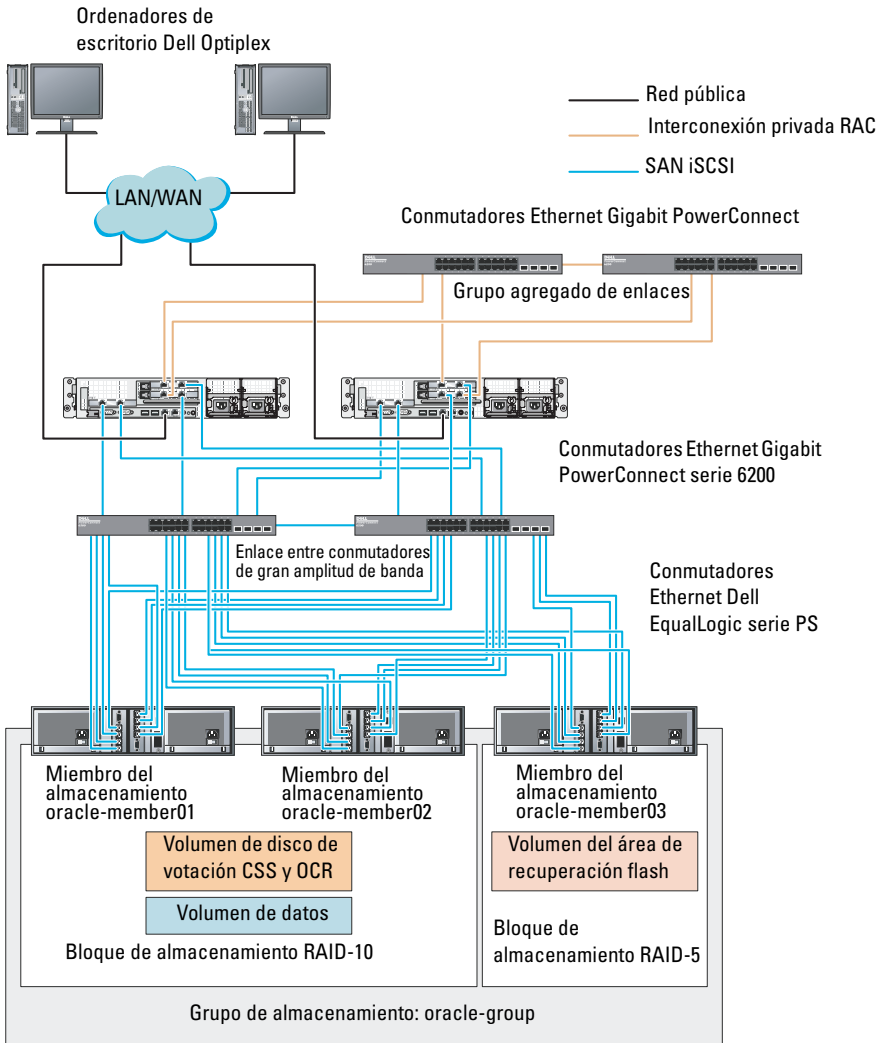 Ordenadores de
escritorio Dell Optiplex
Red pública
Interconexión privada RAC
SAN iSCSI
LAN/WAN
Conmutadores Ethernet Gigabit PowerConnect
Grupo agregado de enlaces
Conmutadores Ethernet Gigabit
PowerConnect serie 6200
Enlace entre conmutadores
de gran amplitud de banda
Conmutadores
Ethernet Dell
EqualLogic serie PS
Miembro del
almacenamiento
oracle-member01
Miembro del
almacenamiento
oracle-member02
Miembro del
almacenamiento
oracle-member03
Volumen de disco de
votación CSS y OCR
Volumen del área de
recuperación flash
Volumen de datos
Bloque de almacenamiento RAID-10
Bloque de
almacenamiento RAID-5
Grupo de almacenamiento: oracle-group